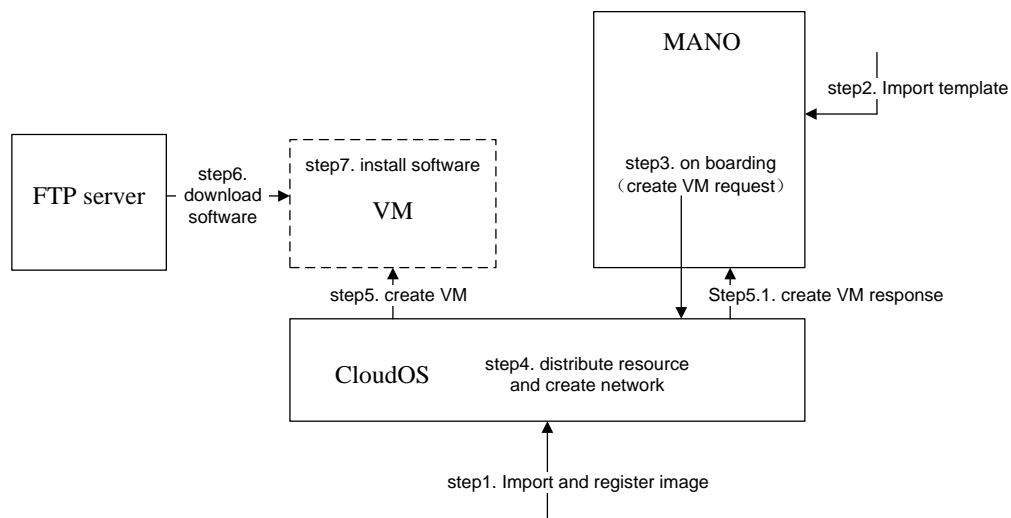 MANO
step2. Import template
step7. install software
step3. on boarding
（create VM request）
step6.
download
software
FTP server
VM
step5. create VM
Step5.1. create VM response
CloudOS
step4. distribute resource
and create network
step1. Import and register image